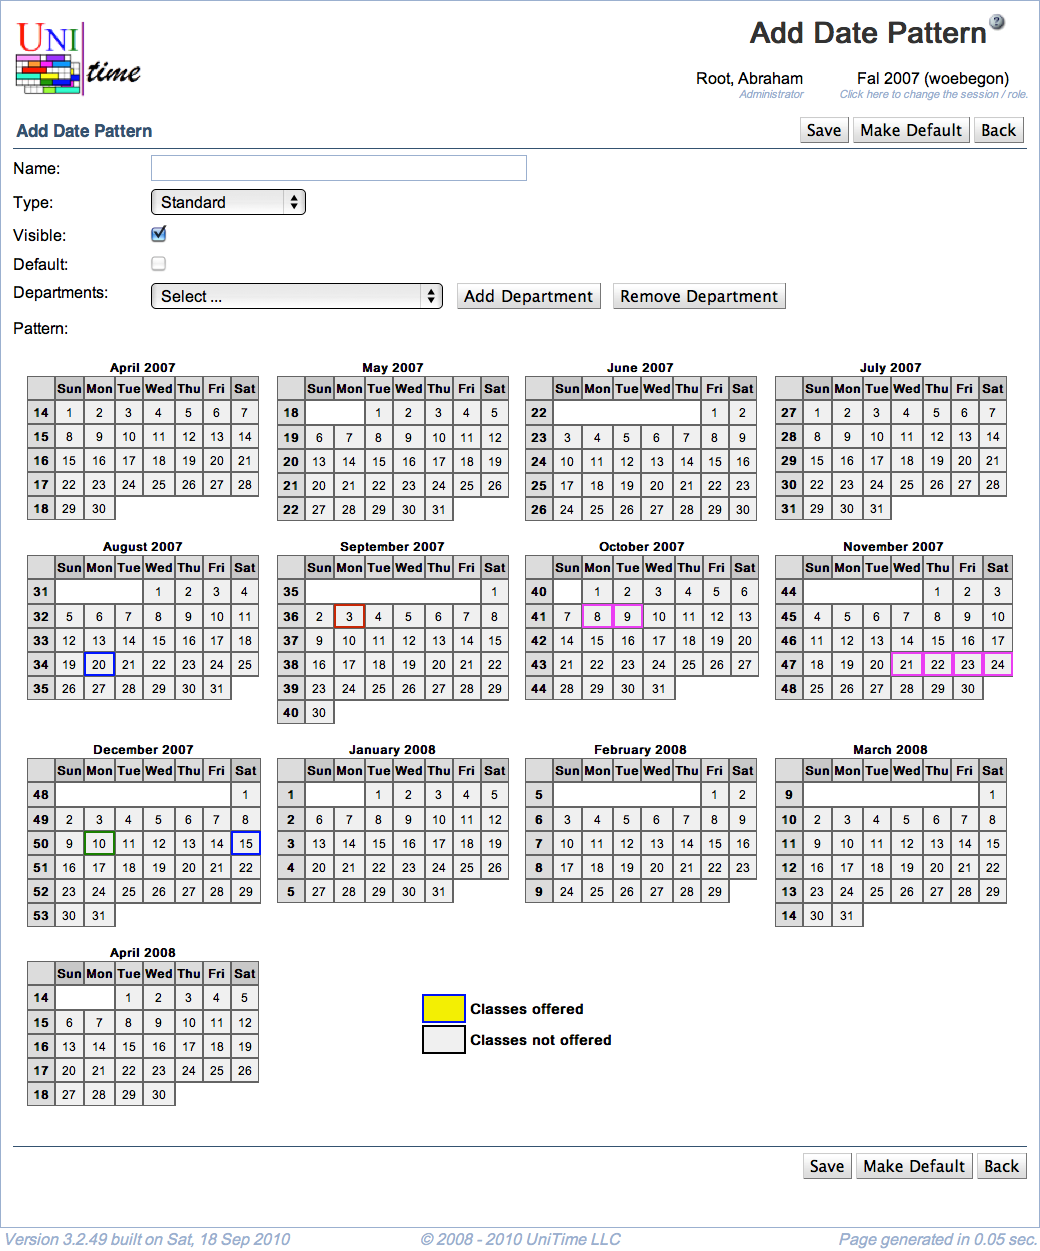 UNI
time
Add Date Pattern ?
Root, Abraham
Administrator
Fal 2007 (woebegon)
Click here to change the session / role.
Add Date Pattern
Save Make Default Back
Name:
Type: Standard
Visible:
Default:
Departments: Select ... Add Department Remove Department
Pattern:
April 2007
Sun Mon Tue Wed Thu Fri Sat
14 1 2 3 4 5 6 7
15 8 9 10 11 12 13 14
16 15 16 17 18 19 20 21
17 22 23 24 25 26 27 28
18 29 30
May 2007
Sun Mon Tue Wed Thu Fri Sat
18 1 2 3 4 5
19 6 7 8 9 10 11 12
20 13 14 15 16 17 18 19
21 20 21 22 23 24 25 26
22 27 28 29 30 31
June 2007
Sun Mon Tue Wed Thu Fri Sat
22 1 2
23 3 4 5 6 7 8 9
24 10 11 12 13 14 15 16
25 17 18 19 20 21 22 23
26 24 25 26 27 28 29 30
July 2007
Sun Mon Tue Wed Thu Fri Sat
27 1 2 3 4 5 6 7
28 8 9 10 11 12 13 14
29 15 16 17 18 19 20 21
30 22 23 24 25 26 27 28
31 29 30 31
August 2007
Sun Mon Tue Wed Thu Fri Sat
31 1 2 3 4
32 5 6 7 8 9 10 11
33 12 13 14 15 16 17 18
34 19 20 21 22 23 24 25
35 26 27 28 29 30 31
September 2007
Sun Mon Tue Wed Thu Fri Sat
35 1
36 2 3 4 5 6 7 8
37 9 10 11 12 13 14 15
38 16 17 18 19 20 21 22
39 23 24 25 26 27 28 29
40 30
October 2007
Sun Mon Tue Wed Thu Fri Sat
40 1 2 3 4 5 6
41 7 8 9 10 11 12 13
42 14 15 16 17 18 19 20
43 21 22 23 24 25 26 27
44 28 29 30 31
November 2007
Sun Mon Tue Wed Thu Fri Sat
44 1 2 3
45 4 5 6 7 8 9 10
46 11 12 13 14 15 16 17
47 18 19 20 21 22 23 24
48 25 26 27 28 29 30
December 2007
Sun Mon Tue Wed Thu Fri Sat
48 1
49 2 3 4 5 6 7 8
50 9 10 11 12 13 14 15
51 16 17 18 19 20 21 22
52 23 24 25 26 27 28 29
53 30 31
January 2008
Sun Mon Tue Wed Thu Fri Sat
1 1 2 3 4 5
2 6 7 8 9 10 11 12
3 13 14 15 16 17 18 19
4 20 21 22 23 24 25 26
5 27 28 29 30 31
February 2008
Sun Mon Tue Wed Thu Fri Sat
5 1 2
6 3 4 5 6 7 8 9
7 10 11 12 13 14 15 16
8 17 18 19 20 21 22 23
9 24 25 26 27 28 29
March 2008
Sun Mon Tue Wed Thu Fri Sat
9 1
10 2 3 4 5 6 7 8
11 9 10 11 12 13 14 15
12 16 17 18 19 20 21 22
13 23 24 25 26 27 28 29
14 30 31
April 2008
Sun Mon Tue Wed Thu Fri Sat
14 1 2 3 4 5
15 6 7 8 9 10 11 12
16 13 14 15 16 17 18 19
17 20 21 22 23 24 25 26
18 27 28 29 30
Classes offered
Classes not offered
Save Make Default Back
Version 3.2.49 built on Sat, 18 Sep 2010
© 2008 - 2010 UniTime LLC
Page generated in 0.05 sec.